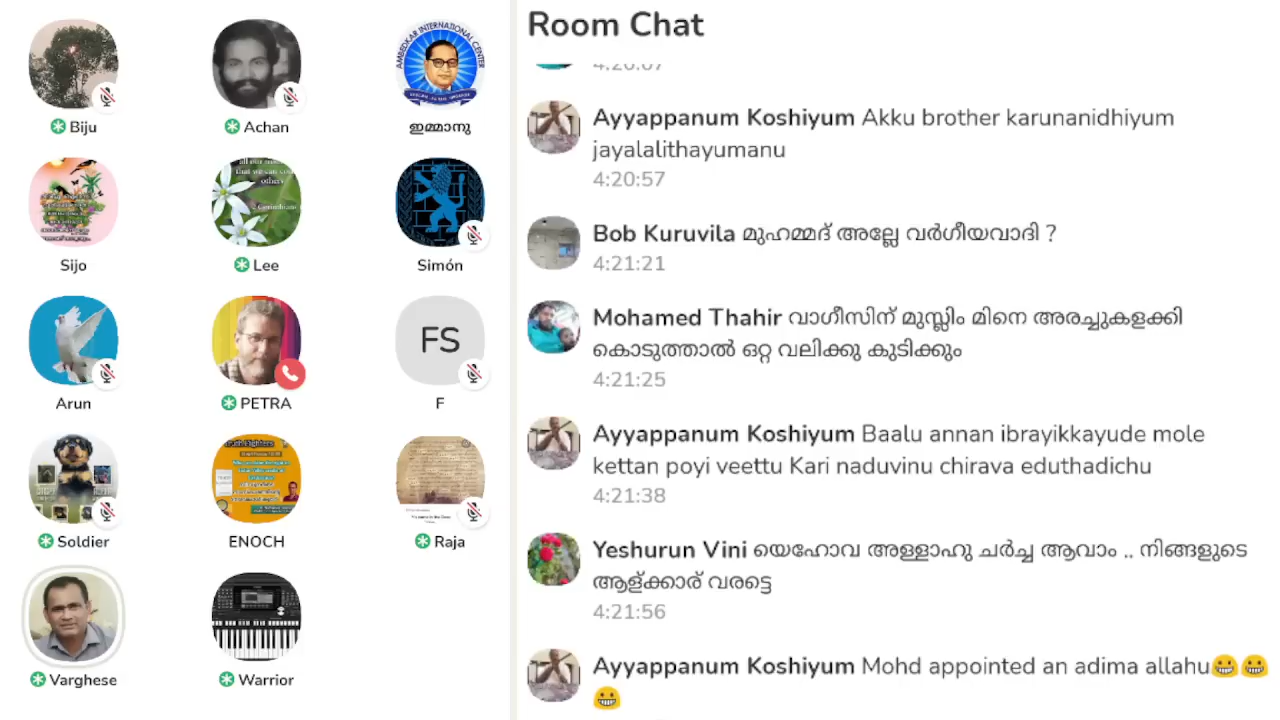 Biju
Achan
ഇമ്മാനു
AMBEDKAR INTERNATIONAL CENTER
Sijo
Lee
Simón
Arun
PETRA
FS
F
Soldier
ENOCH
Raja
Varghese
Warrior
Room Chat
4:20:07
Ayyappanum Koshiyum Akku brother karunanidhiyum
jayalalithayumanu
4:20:57
Bob Kuruvila മുഹമ്മദ് അല്ലേ വർഗീയവാദി ?
4:21:21
Mohamed Thahir വാഗീസിന് മുസ്ലിം മിനെ അരച്ചുകളക്കി
കൊടുത്താൽ ഒറ്റ വലിക്കു കുടിക്കും
4:21:25
Ayyappanum Koshiyum Baalu annan ibrayikkayude mole
kettan poyi veettu Kari naduvinu chirava eduthadichu
4:21:38
Yeshurun Vini യെഹോവ അള്ളാഹു ചർച്ച ആവാം .. നിങ്ങളുടെ
ആള്ക്കാര് വരട്ടെ
4:21:56
Ayyappanum Koshiyum Mohd appointed an adima allahu😀😀
😀